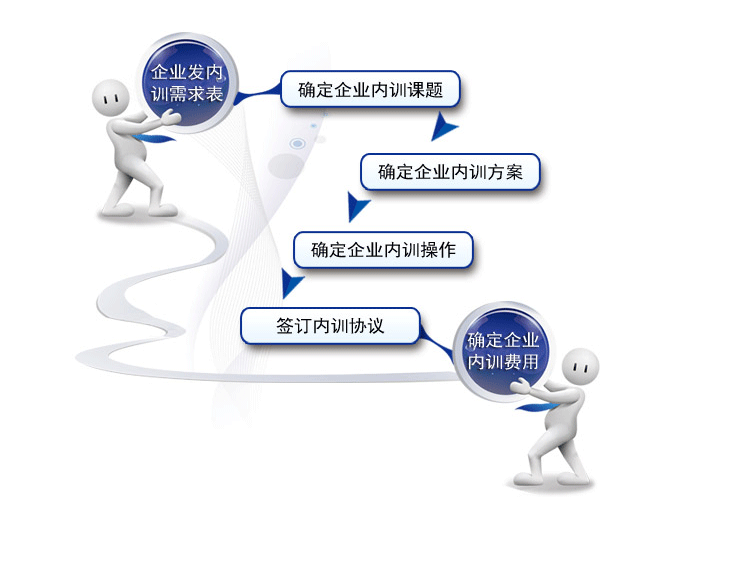 企业发内
训需求表
确定企业内训课题
确定企业内训方案
确定企业内训操作
签订内训协议
确定企业
内训费用